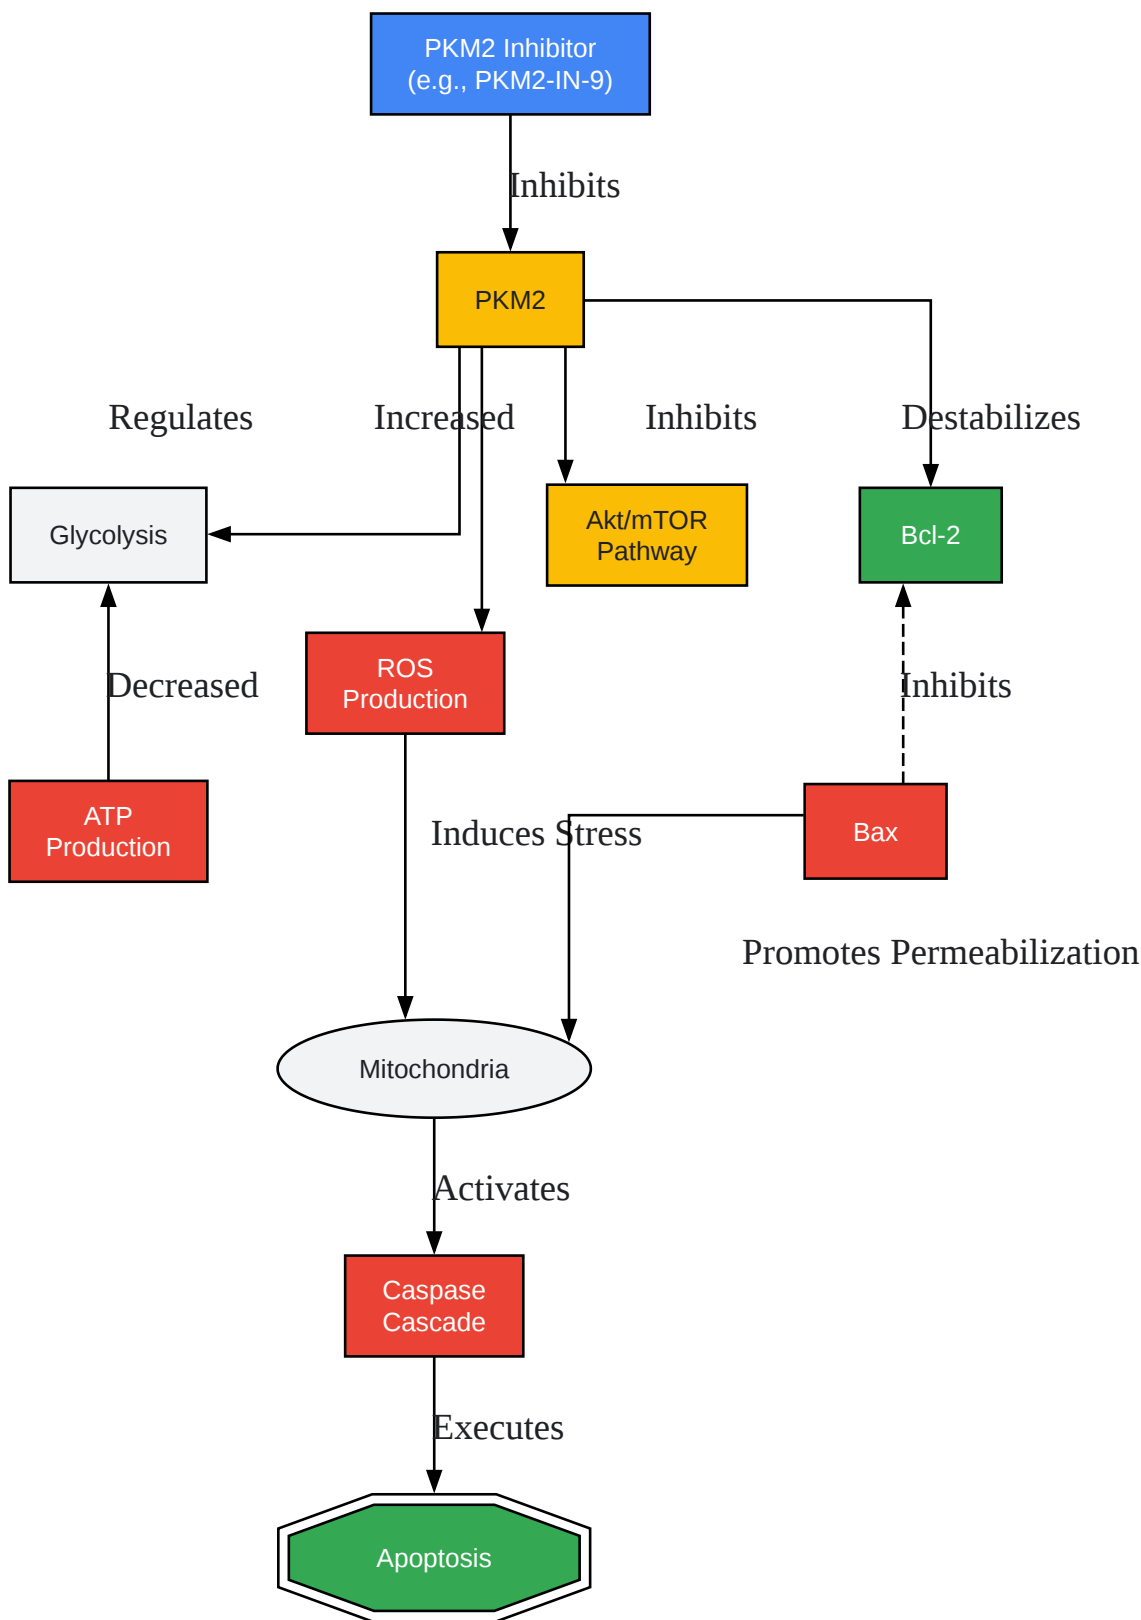 PKM2 Inhibitor
(e.g., PKM2-IN-9)
Inhibits
PKM2
Regulates
Increased
Inhibits
Destabilizes
Glycolysis
Akt/mTOR
Pathway
Bcl-2
Decreased
ROS
Production
Inhibits
ATP
Production
Induces Stress
Bax
Promotes Permeabilization
Mitochondria
Activates
Caspase
Cascade
Executes
Apoptosis